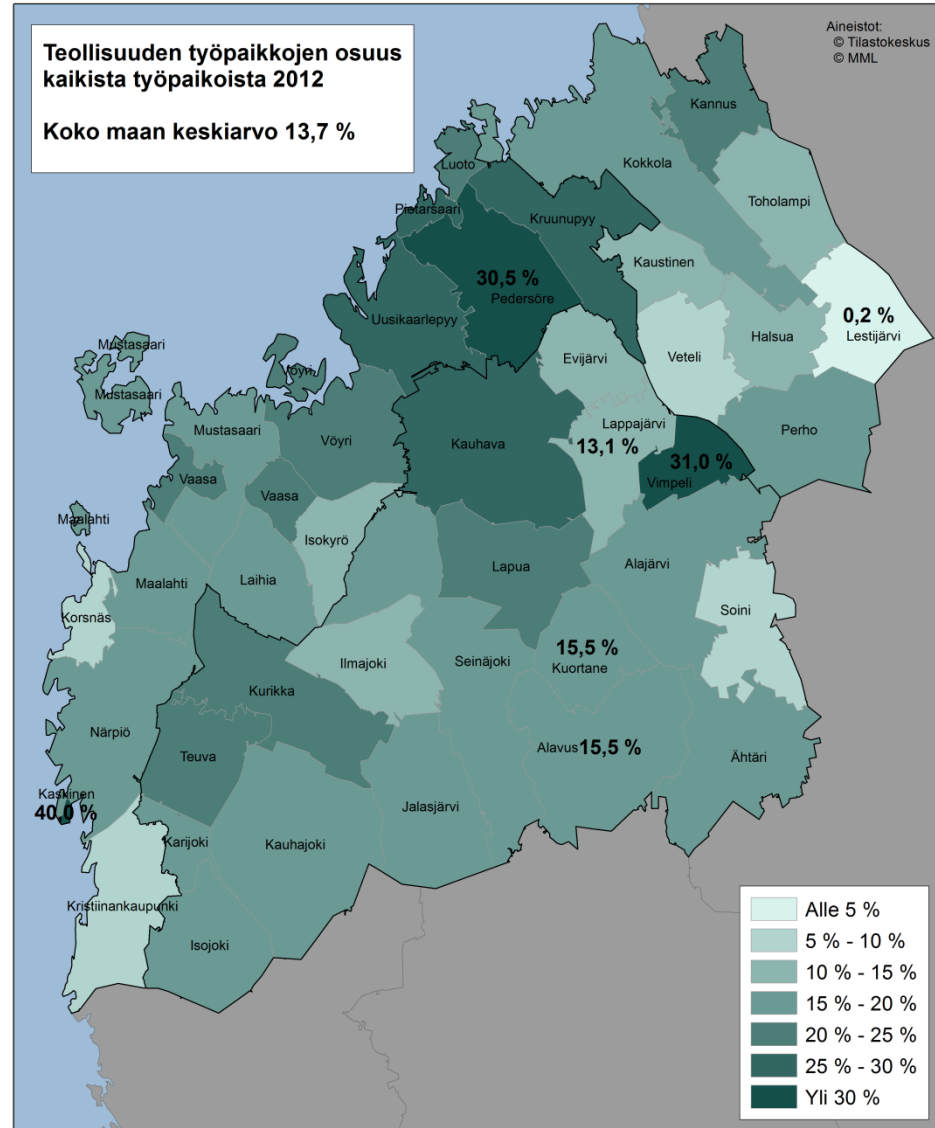 Teollisuuden työpaikkojen osuus
kaikista työpaikoista 2012
Koko maan keskiarvo 13,7 %
Aineistot:
© Tilastokeskus
© MML
Kannus
Luoto
Kokkola
Toholampi
Pietarsaari
Kruunupyy
Kaustinen
30,5 %
Pedersöre
Uusikaarlepyy
0,2 %
Lestijärvi
Halsua
Veteli
Evijärvi
Mustasaari
Vöyri
Mustasaari
Mustasaari
Vöyri
Kauhava
Lappajärvi
13,1 %
Perho
31,0 %
Vimpeli
Vaasa
Vaasa
Maalahti
Isokyrö
Lapua
Alajärvi
Maalahti
Laihia
Korsnäs
Soini
15,5 %
Kuortane
Ilmajoki
Seinäjoki
Kurikka
Närpiö
Teuva
Alavus 15,5 %
Ähtäri
Kaskinen
40,0 %
Jalasjärvi
Karijoki
Kauhajoki
Kristiinankaupunki
Isojoki
Alle 5 %
5 % - 10 %
10 % - 15 %
15 % - 20 %
20 % - 25 %
25 % - 30 %
Yli 30 %